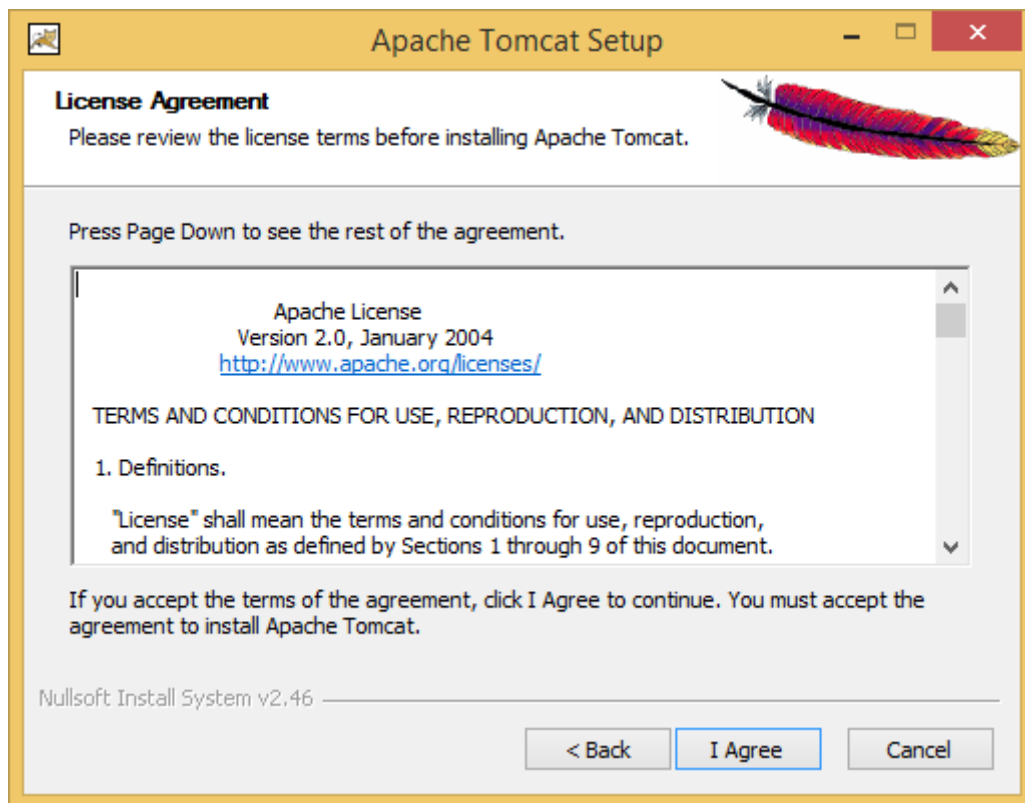 Apache Tomcat Setup
License Agreement
Please review the license terms before installing Apache Tomcat.
Press Page Down to see the rest of the agreement.
Apache License
Version 2.0, January 2004
http://www.apache.org/licenses/
TERMS AND CONDITIONS FOR USE, REPRODUCTION, AND DISTRIBUTION
1. Definitions.
"License" shall mean the terms and conditions for use, reproduction,
and distribution as defined by Sections 1 through 9 of this document.
If you accept the terms of the agreement, click I Agree to continue. You must accept the
agreement to install Apache Tomcat.
Nullsoft Install System v2.46
< Back I Agree Cancel